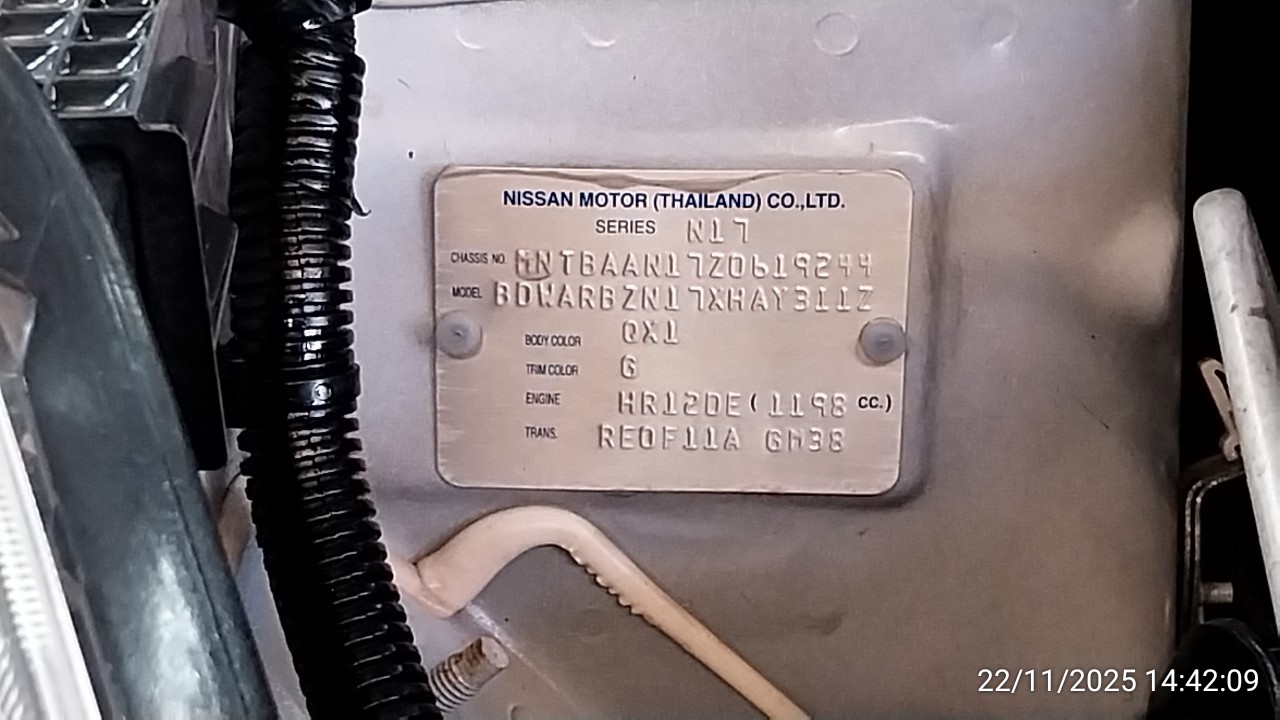 NISSAN MOTOR (THAILAND) CO.,LTD.
SERIES N17
CHASSIS NO. MNTBAAN17Z0619244
MODEL BDWARBZN17XHAY311Z
BODY COLOR QX1
TRIM COLOR G
ENGINE HR12DE ( 1198 CC.)
TRANS. RE0F11A GM38
22/11/2025 14:42:09